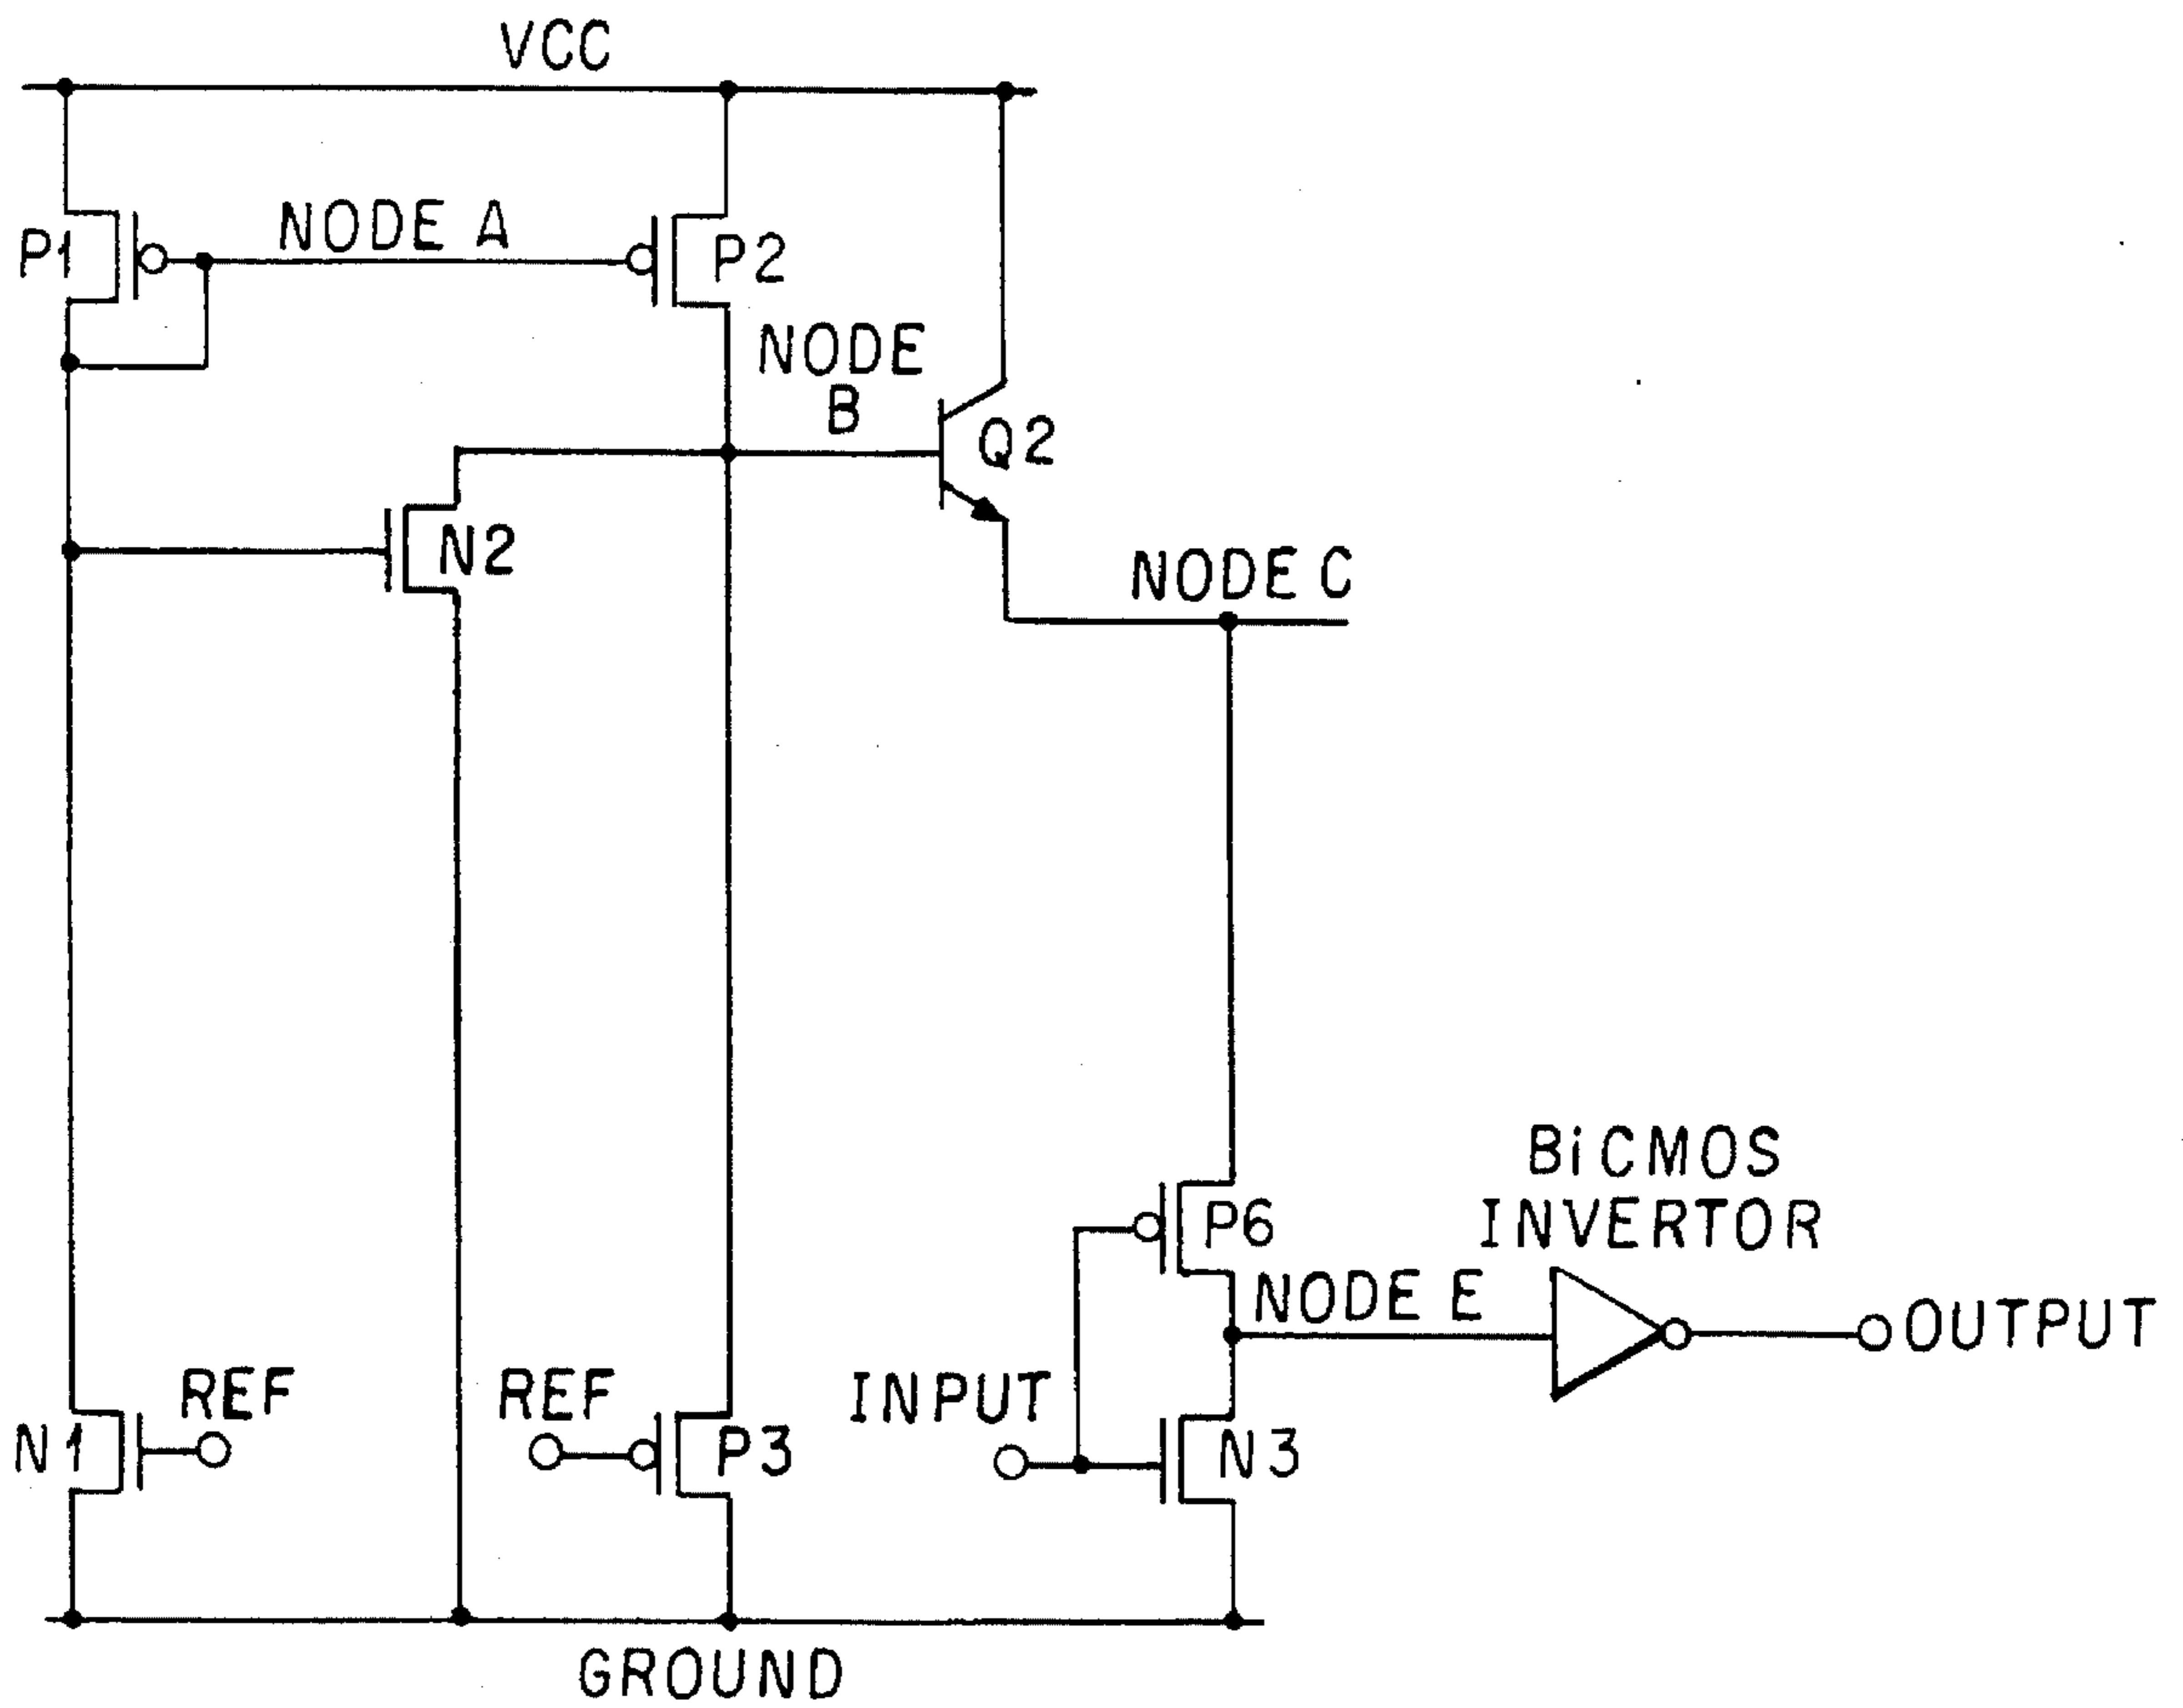 VCC
P1
NODE A
P2
NODE
B
Q2
N2
NODE C
BiCMOS
INVERTOR
P6
NODE E
OUTPUT
REF
REF
INPUT
N1
P3
N3
GROUND